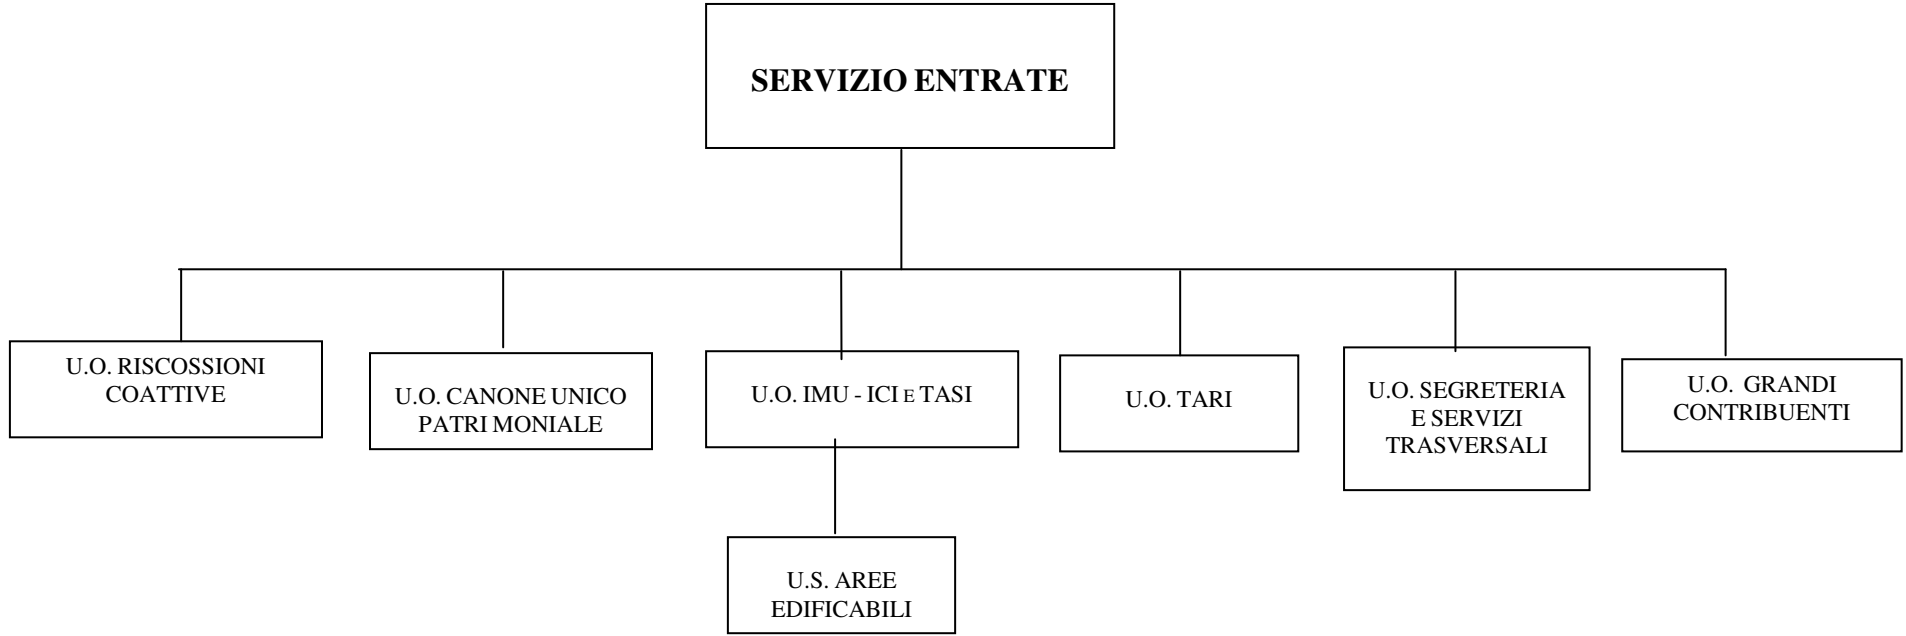 SERVIZIO ENTRATE
U.O. RISCOSSIONI
COATTIVE
U.O. CANONE UNICO
PATRI MONIALE
U.O. IMU - ICI E TASI
U.O. TARI
U.O. SEGRETERIA
E SERVIZI
TRASVERSALI
U.O. GRANDI
CONTRIBUENTI
U.S. AREE
EDIFICABILI